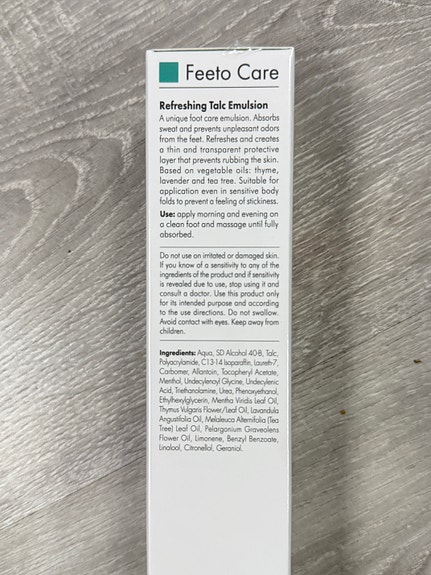 Feeto Care
Refreshing Talc Emulsion
A unique foot care emulsion. Absorbs
sweat and prevents unpleasant odors
from the feet. Refreshes and creates
a thin and transparent protective
layer that prevents rubbing the skin.
Based on vegetable oils: thyme,
lavender and tea tree. Suitable for
application even in sensitive body
folds to prevent a feeling of stickiness.
Use: apply morning and evening on
a clean foot and massage until fully
absorbed.
Do not use on irritated or damaged skin.
If you know of a sensitivity to any of the
ingredients of the product and if sensitivity
is revealed due to use, stop using it and
consult a doctor. Use this product only
for its intended purpose and according
to the use directions. Do not swallow.
Avoid contact with eyes. Keep away from
children.
Ingredients: Aqua, SD Alcohol 40-B, Talc,
Polyacrylamide, C13-14 Isoparaffin, Laureth-7,
Carbomer, Allantoin, Tocopheryl Acetate,
Menthol, Undecylenoyl Glycine, Undecylenic
Acid, Triethanolamine, Urea, Phenoxyerthanol,
Ethylhexylglycerin, Mentha Viridis Leaf Oil,
Thymus Vulgaris Flower/Leaf Oil, Lavandula
Angustifolia Oil, Melaleuca Alternifolia (Tea
Tree) Leaf Oil, Pelargonium Graveolens
Flower Oil, Limonene, Benzyl Benzoate,
Linalool, Citronellol, Geraniol.